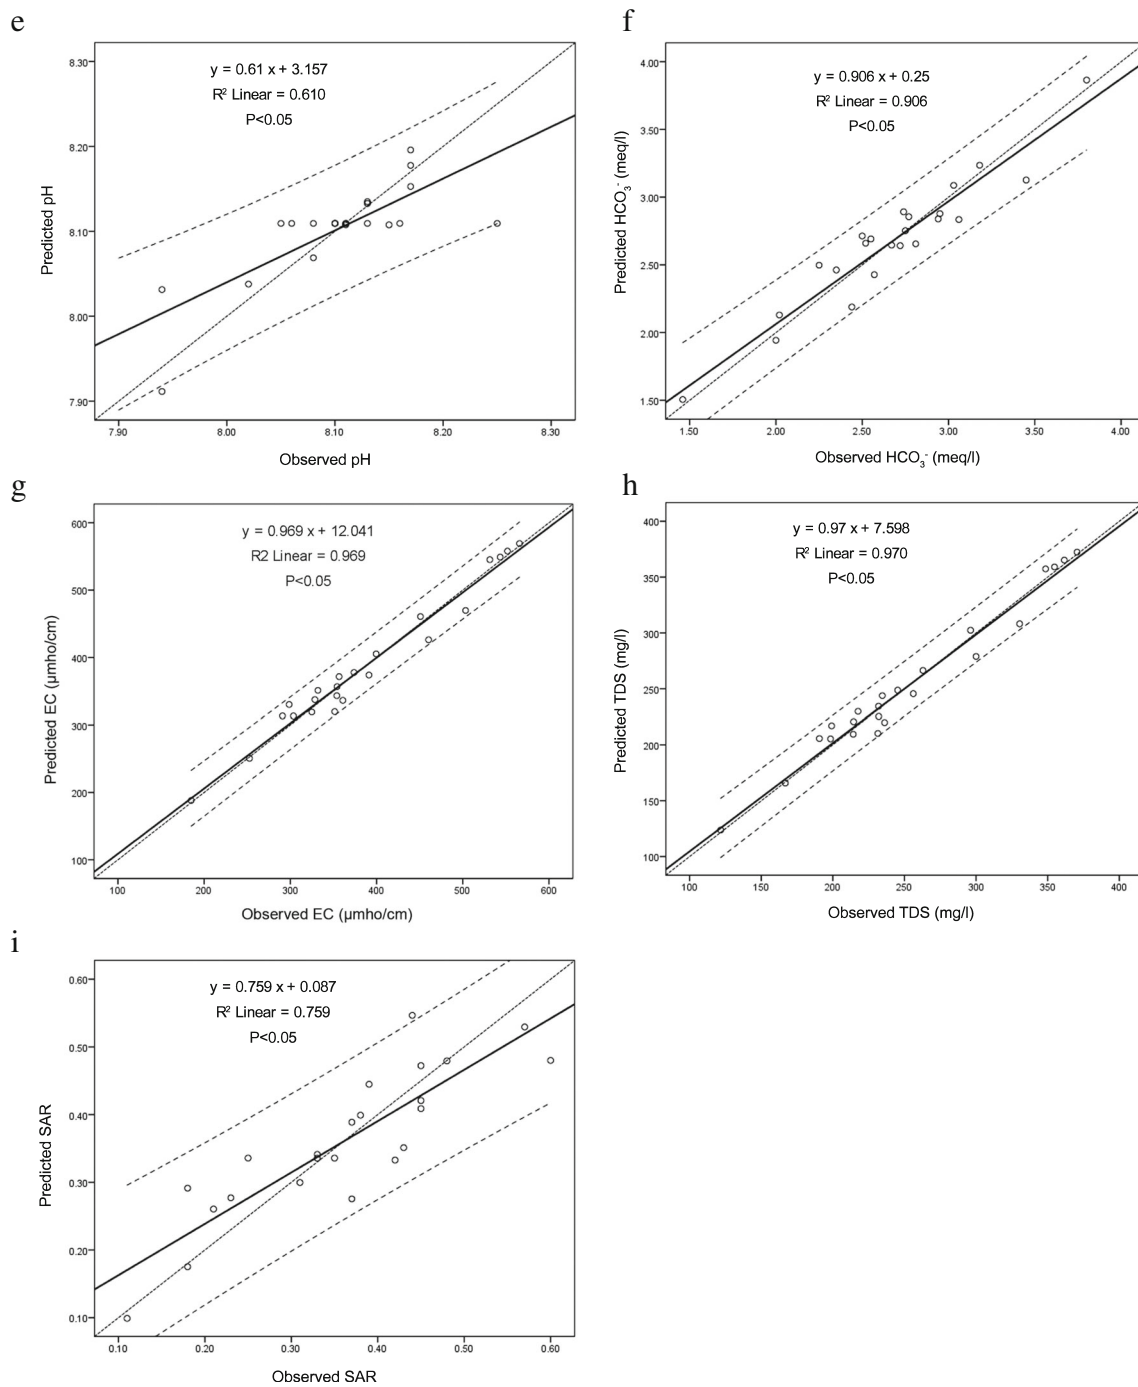 e
y = 0.61 x + 3.157
R² Linear = 0.610
P<0.05
8.30
8.20
8.10
8.00
7.90
Predicted pH
7.90 8.00 8.10 8.20 8.30
Observed pH
f
y = 0.906 x + 0.25
R² Linear = 0.906
P<0.05
4.00
3.50
3.00
2.50
2.00
1.50
Predicted HCO₃⁻ (meq/l)
1.50 2.00 2.50 3.00 3.50 4.00
Observed HCO₃⁻ (meq/l)
g
y = 0.969 x + 12.041
R2 Linear = 0.969
P<0.05
600
500
400
300
200
100
Predicted EC (µmho/cm)
100 200 300 400 500 600
Observed EC (µmho/cm)
h
y = 0.97 x + 7.598
R² Linear = 0.970
P<0.05
400
350
300
250
200
150
100
Predicted TDS (mg/l)
100 150 200 250 300 350 400
Observed TDS (mg/l)
i
y = 0.759 x + 0.087
R² Linear = 0.759
P<0.05
0.60
0.50
0.40
0.30
0.20
0.10
Predicted SAR
0.10 0.20 0.30 0.40 0.50 0.60
Observed SAR